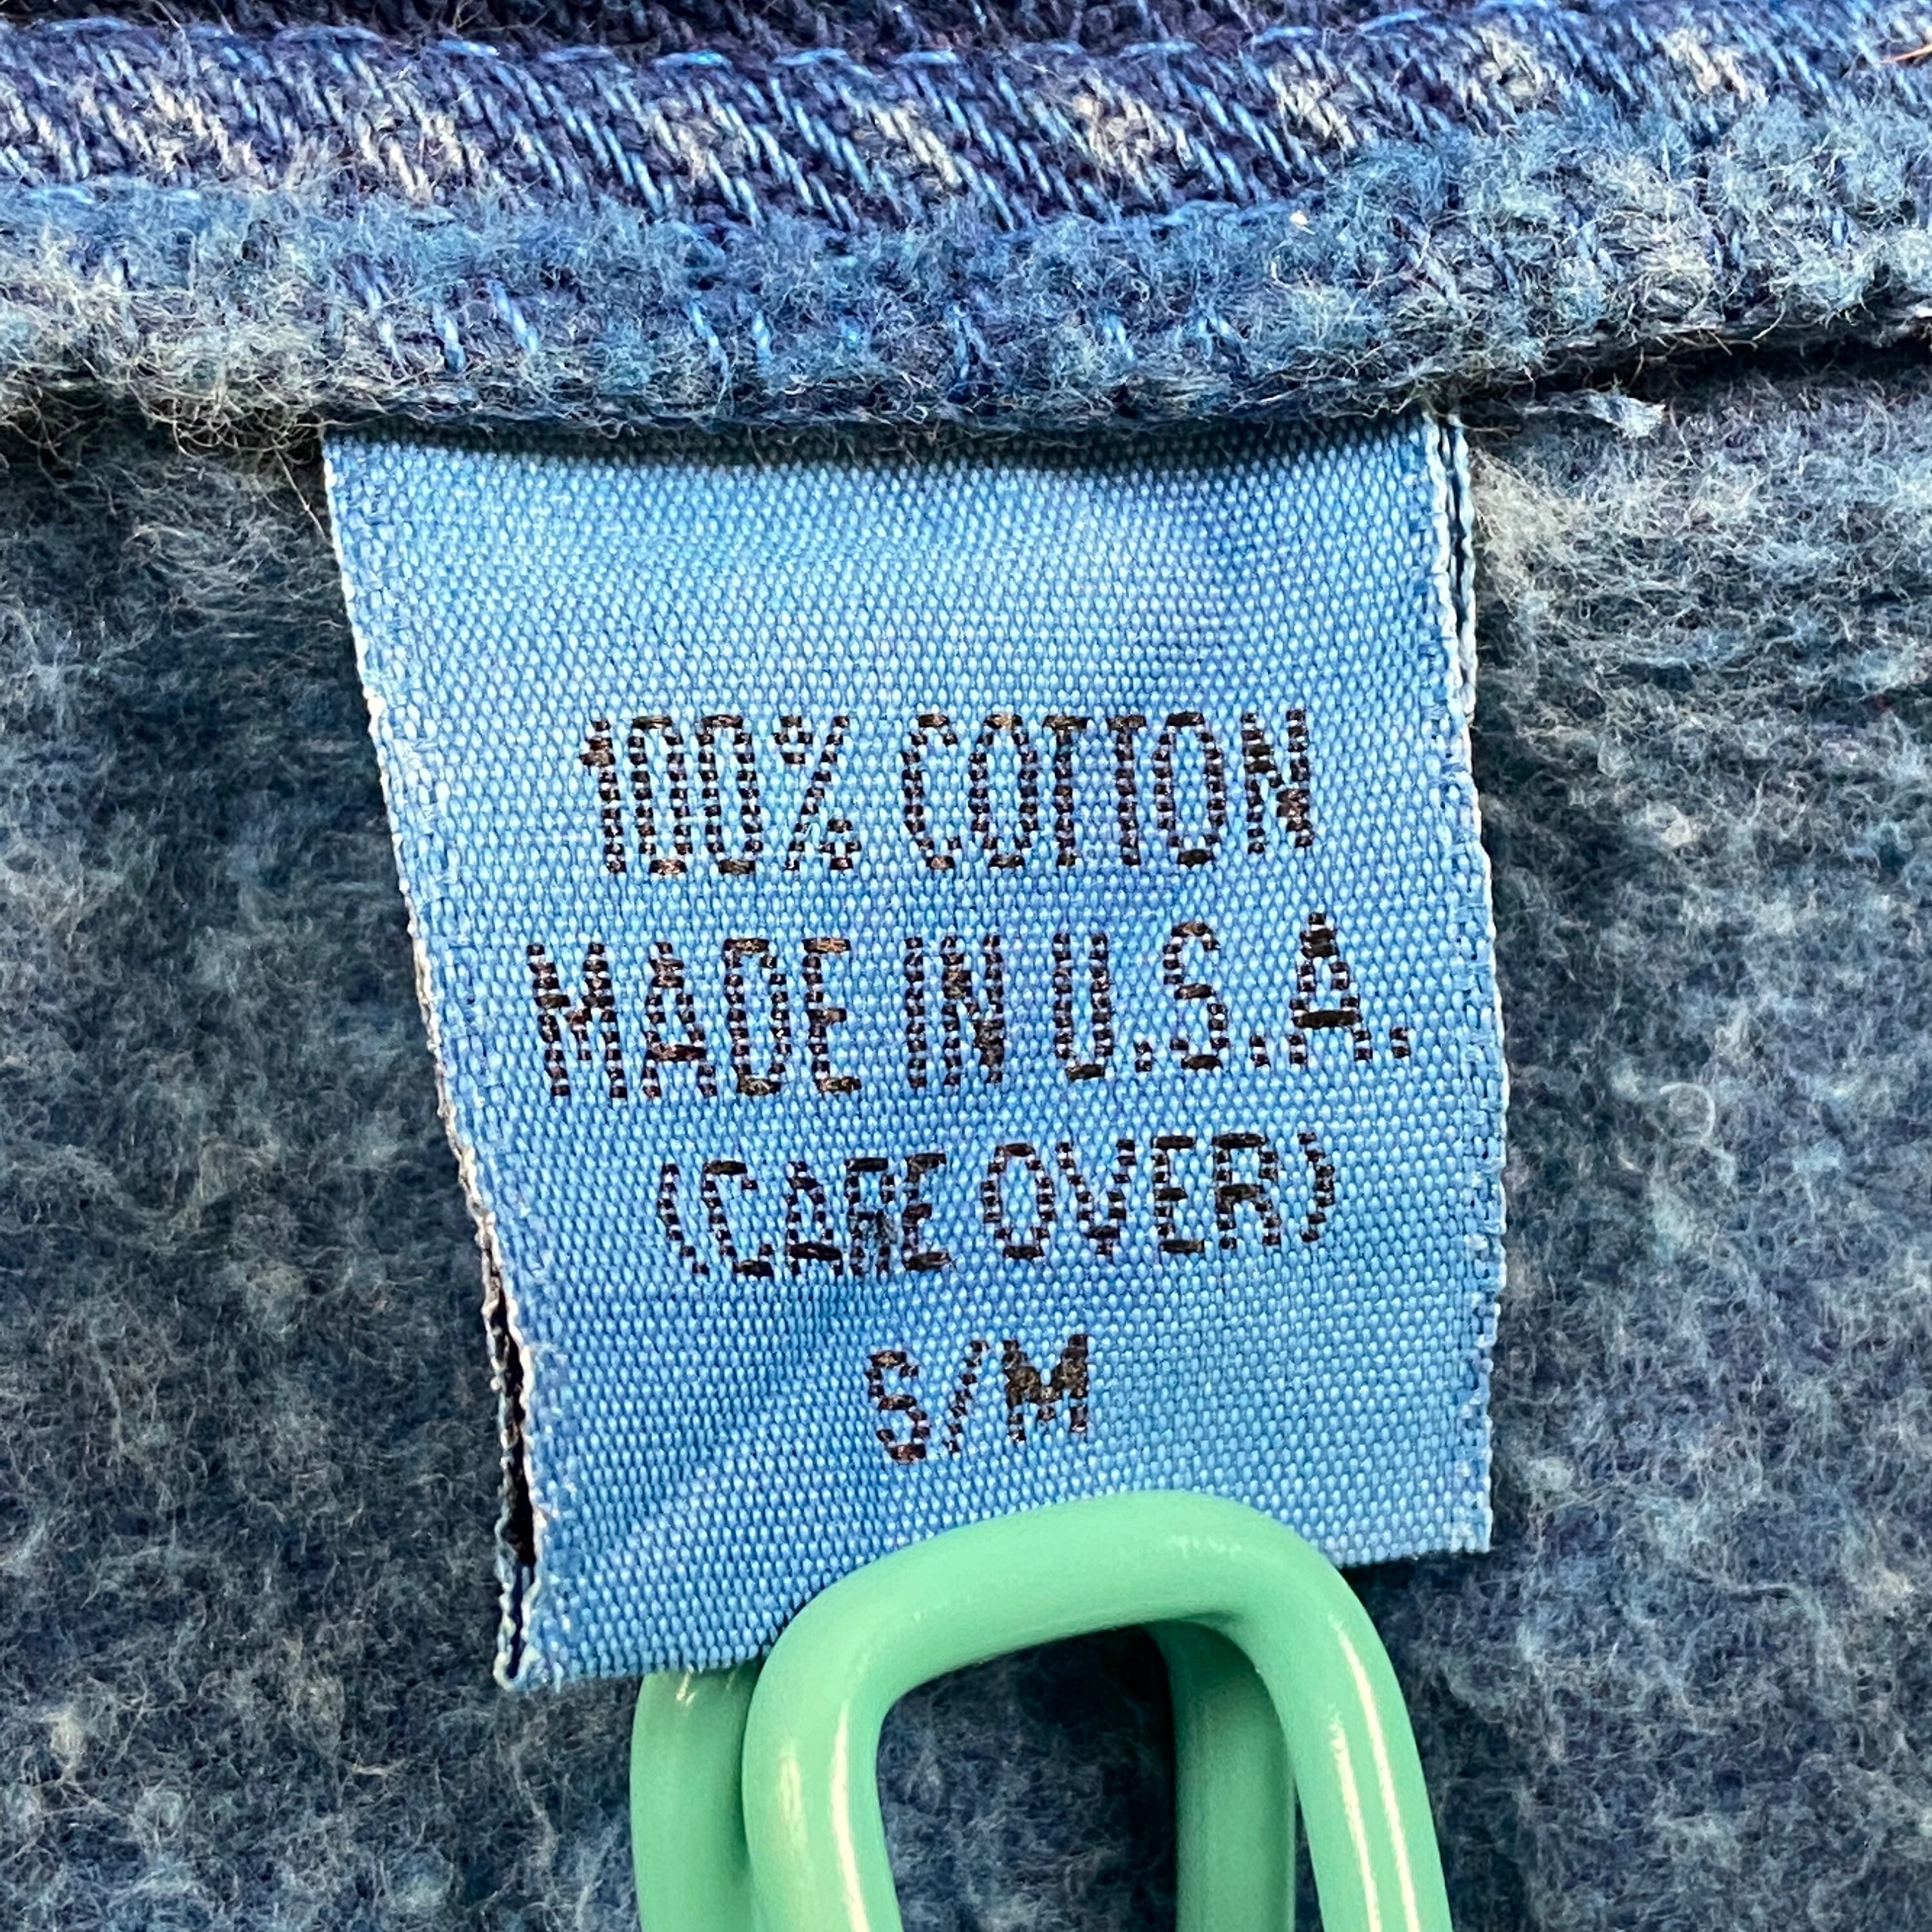 100% COTTON
MADE IN U.S.A.
(CARE OVER)
S/M